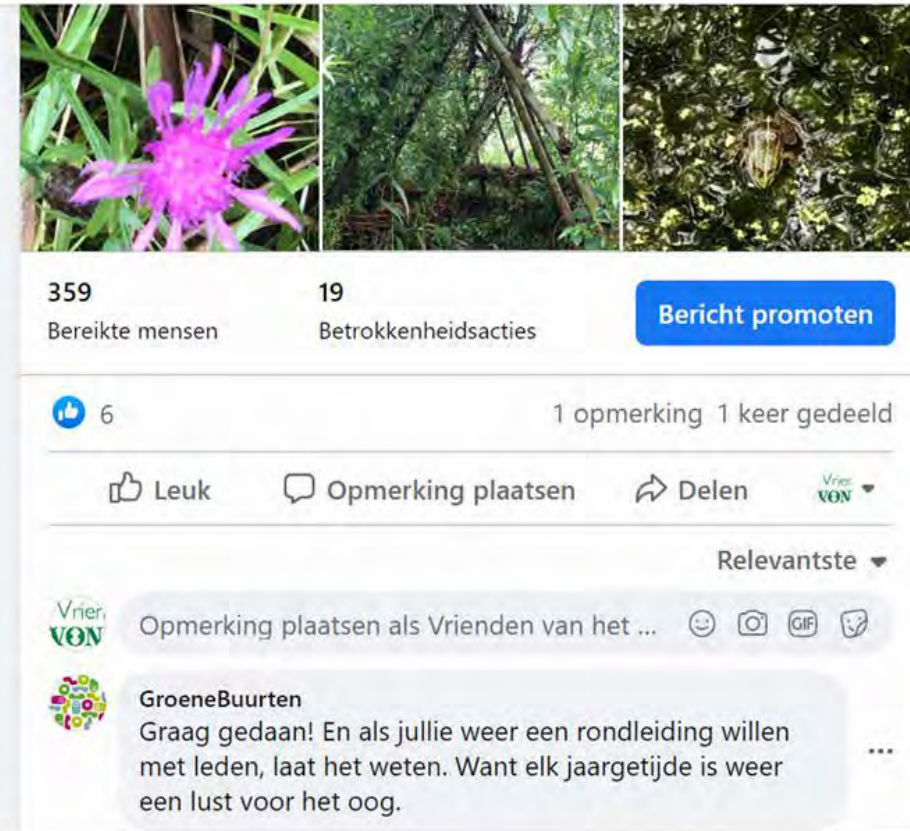 359
19
Bereikte mensen
Betrokkenheidsacties
Bericht promoten
6
1 opmerking 1 keer gedeeld
Leuk
Opmerking plaatsen
Delen
Vrier
VON
Relevantste
Vrier
VON
Opmerking plaatsen als Vrienden van het ...
GIF
GroeneBuurten
Graag gedaan! En als jullie weer een rondleiding willen
met leden, laat het weten. Want elk jaargetijde is weer
een lust voor het oog.